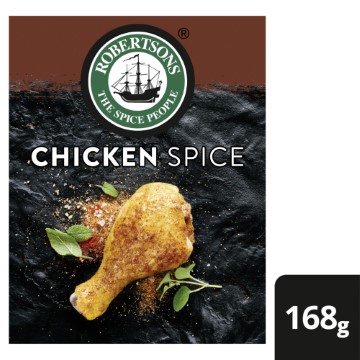 ROBERTSONS
®
THE SPICE PEOPLE
CHICKEN SPICE
168g